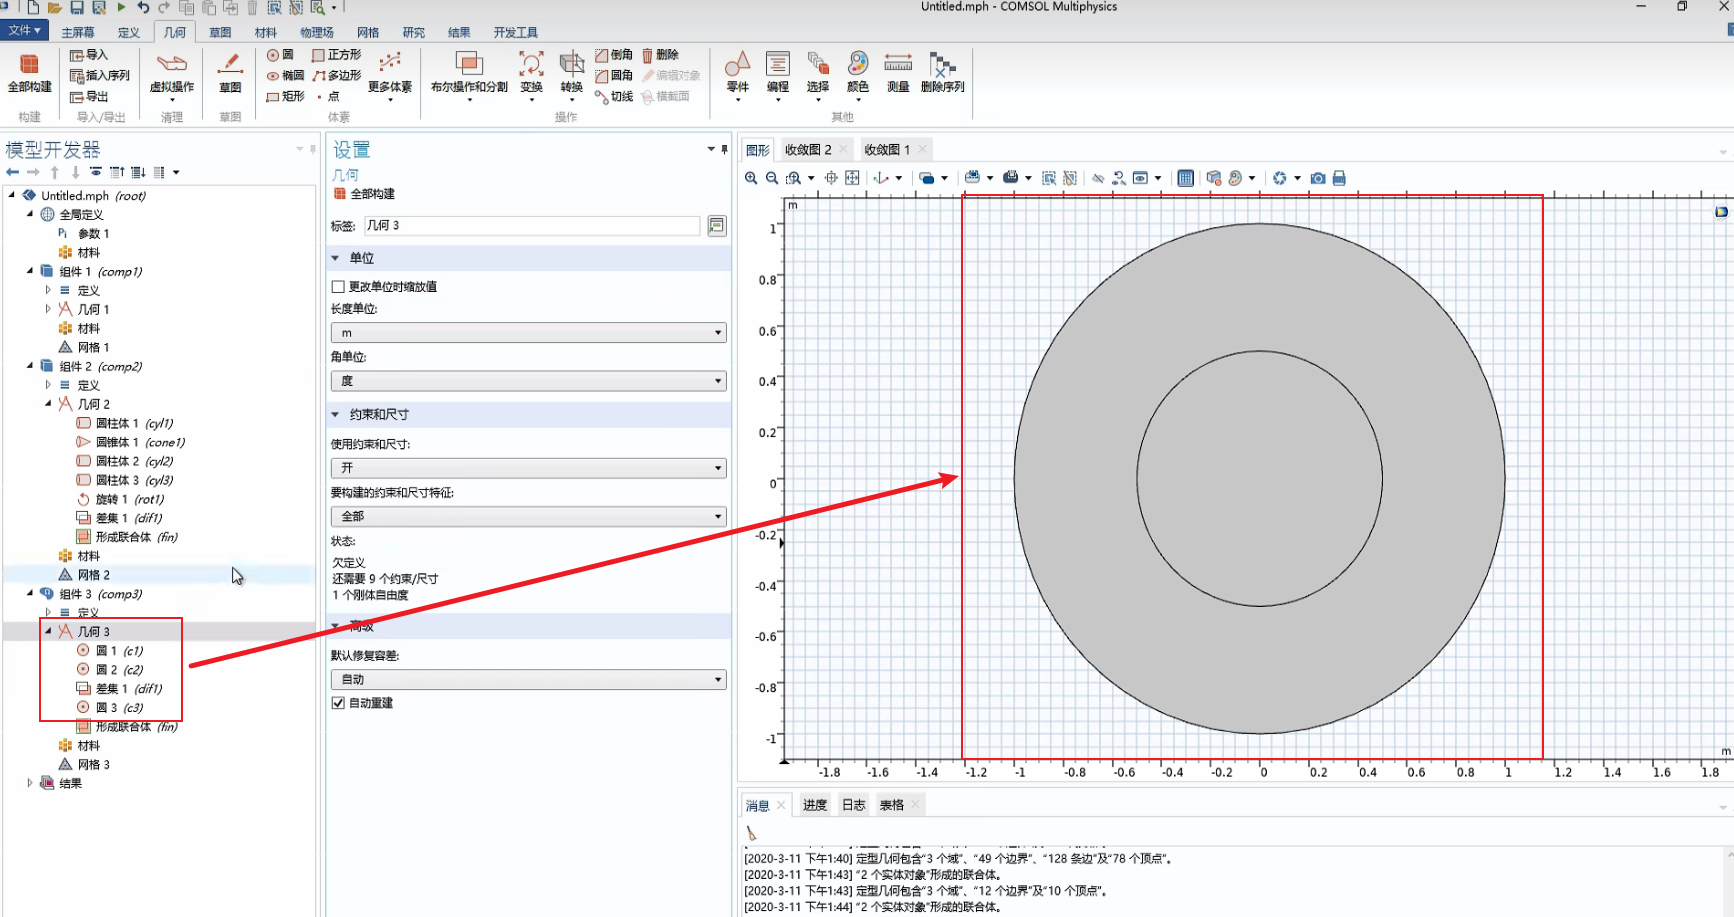 Untitled.mph - COMSOL Multiphysics
文件 主屏幕 定义 几何 草图 材料 物理场 网格 研究 结果 开发工具
全部构建
构建
导入
插入序列
导出
导入/导出
虚拟操作
清理
草图
草图
圆 正方形
椭圆 多边形
矩形 点
更多体素
体素
布尔操作和分割
变换
转换
倒角 删除
圆角 编辑对象
切线 横截面
操作
零件
编程
选择
颜色
测量
删除序列
其他
模型开发器
Untitled.mph (root)
全局定义
Pi 参数 1
材料
组件 1 (comp1)
定义
几何 1
材料
网格 1
组件 2 (comp2)
定义
几何 2
圆柱体 1 (cyl1)
圆锥体 1 (cone1)
圆柱体 2 (cyl2)
圆柱体 3 (cyl3)
旋转 1 (rot1)
差集 1 (dif1)
形成联合体 (fin)
材料
网格 2
组件 3 (comp3)
定义
几何 3
圆 1 (c1)
圆 2 (c2)
差集 1 (dif1)
圆 3 (c3)
形成联合体 (fin)
材料
网格 3
结果
设置
几何
全部构建
标签: 几何 3
单位
更改单位时缩放值
长度单位:
m
角单位:
度
约束和尺寸
使用约束和尺寸:
开
要构建的约束和尺寸特征:
全部
状态:
欠定义
还需要 9 个约束/尺寸
1 个刚体自由度
高级
默认修复容差:
自动
自动重建
图形 收敛图 2 收敛图 1
m
1
0.8
0.6
0.4
0.2
0
-0.2
-0.4
-0.6
-0.8
-1
m
-1.8 -1.6 -1.4 -1.2 -1 -0.8 -0.6 -0.4 -0.2 0 0.2 0.4 0.6 0.8 1 1.2 1.4 1.6 1.8
消息 进度 日志 表格
[2020-3-11 下午1:40] 定型几何包含“3 个域”、“49 个边界”、“128 条边”及“78 个顶点”。
[2020-3-11 下午1:43] “2 个实体对象”形成的联合体。
[2020-3-11 下午1:43] 定型几何包含“3 个域”、“12 个边界”及“10 个顶点”。
[2020-3-11 下午1:44] “2 个实体对象”形成的联合体。